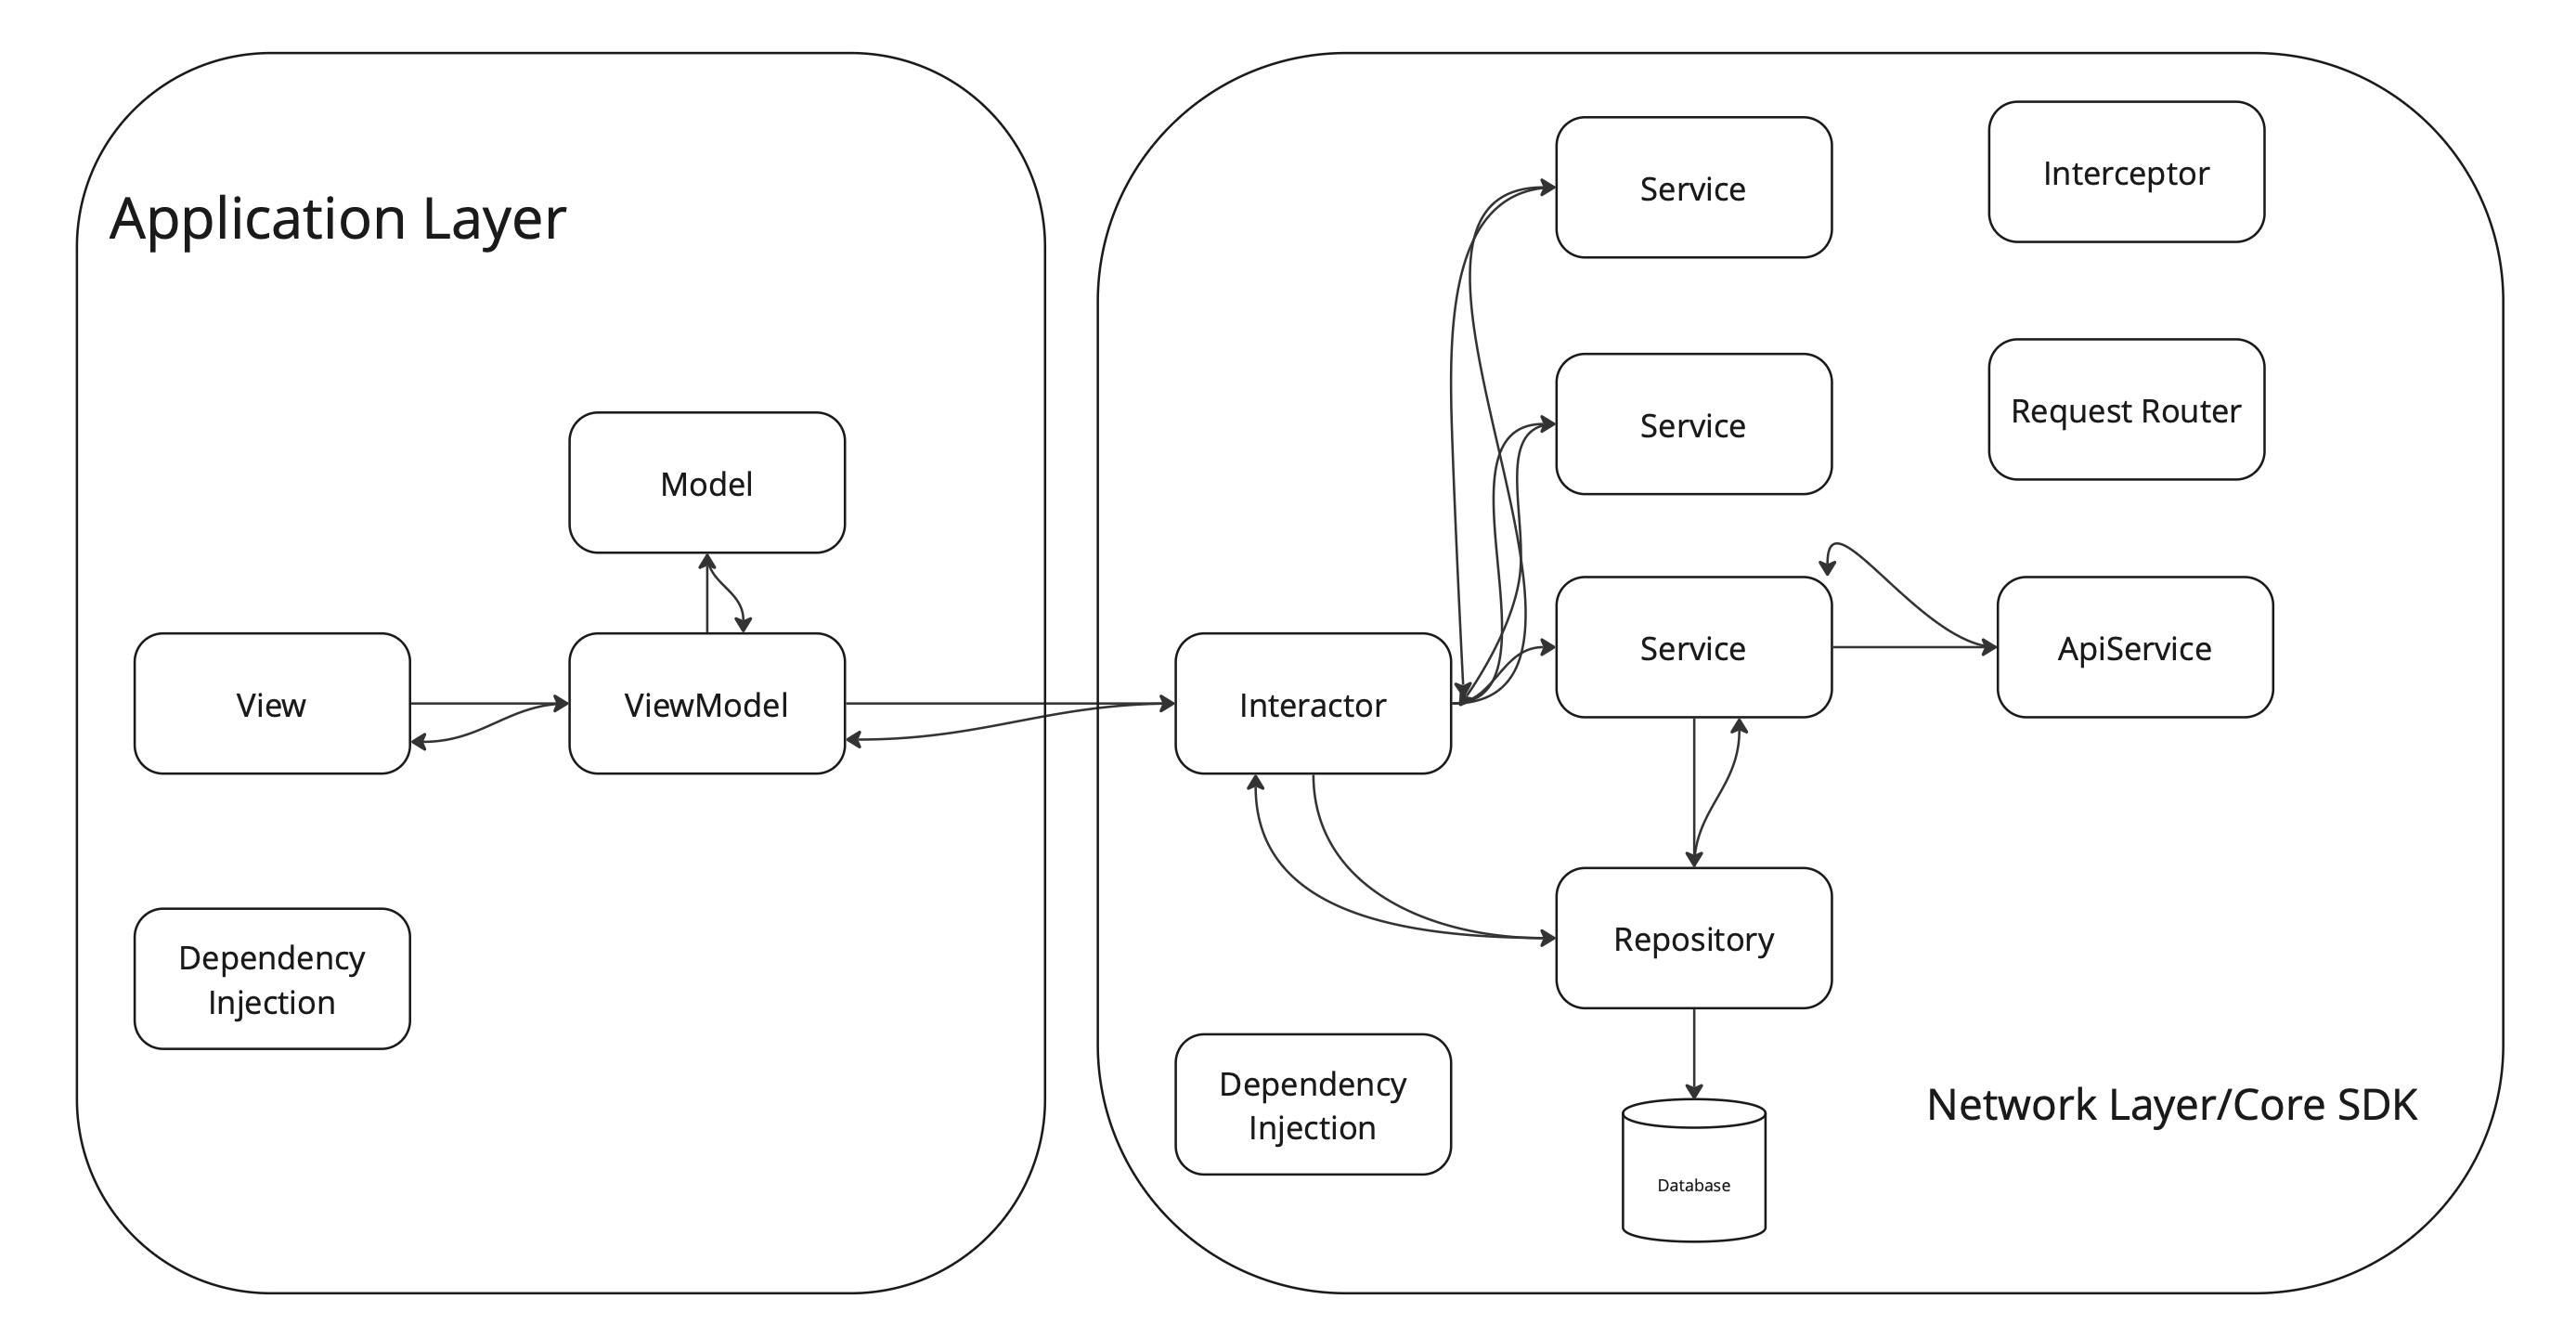 Application Layer
Model
View
ViewModel
Dependency
Injection
Service
Interceptor
Service
Request Router
Service
ApiService
Interactor
Repository
Dependency
Injection
Database
Network Layer/Core SDK